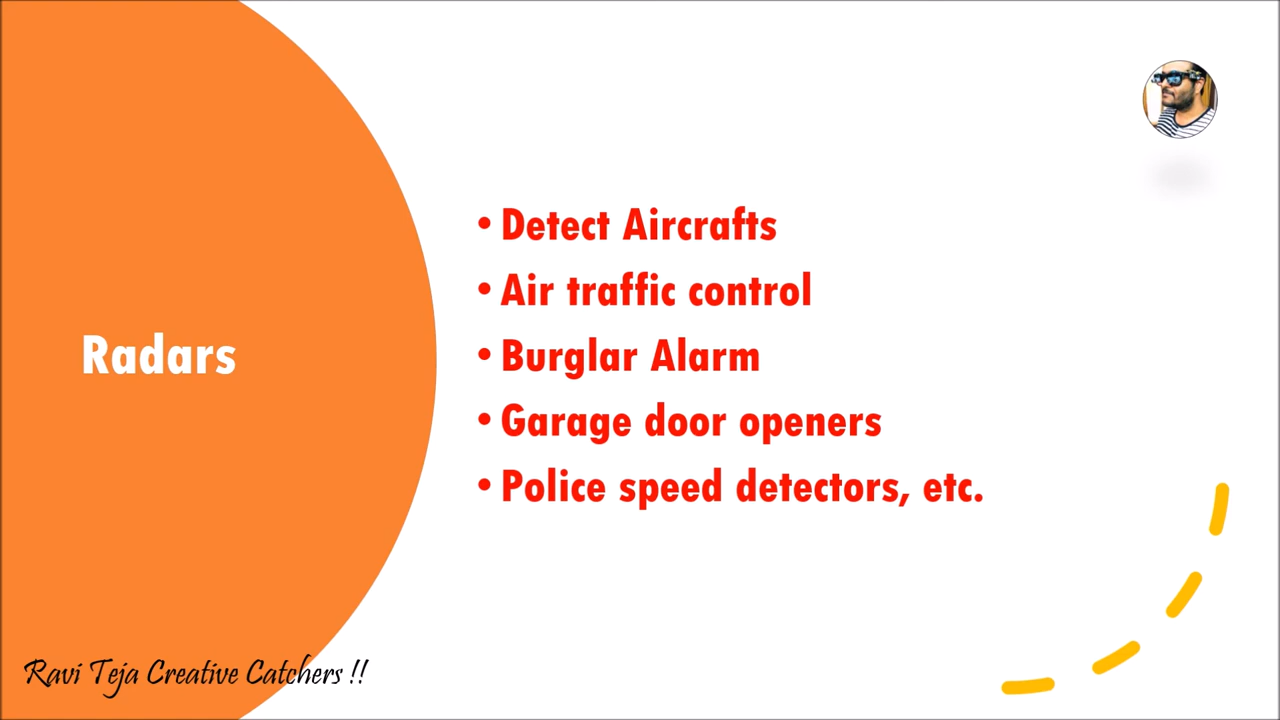 Radars
• Detect Aircrafts
• Air traffic control
• Burglar Alarm
• Garage door openers
• Police speed detectors, etc.
Ravi Teja Creative Catchers !!